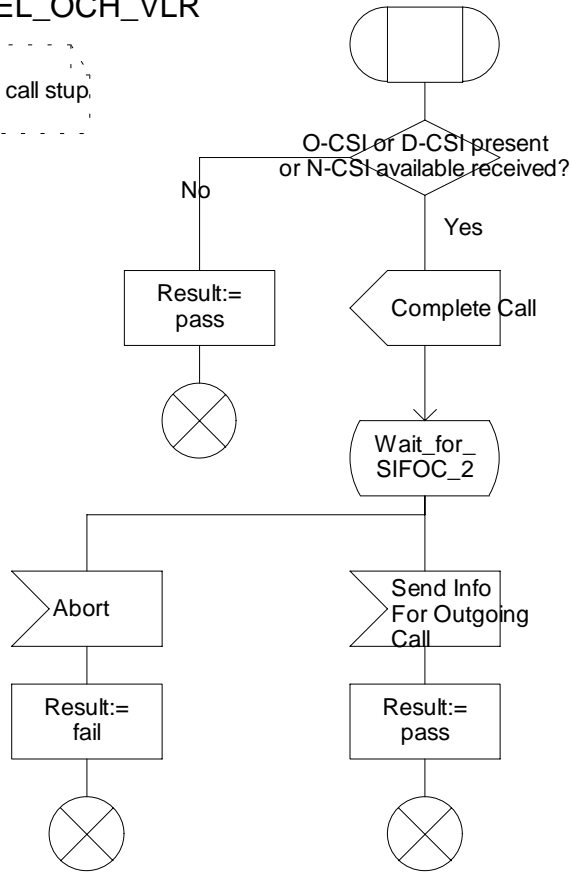 EL_OCH_VLR
call stup
O-CSI or D-CSI present
or N-CSI available received?
No
Yes
Result:=
pass
Complete Call
Wait_for_
SIFOC_2
Abort
Send Info
For Outgoing
Call
Result:=
fail
Result:=
pass